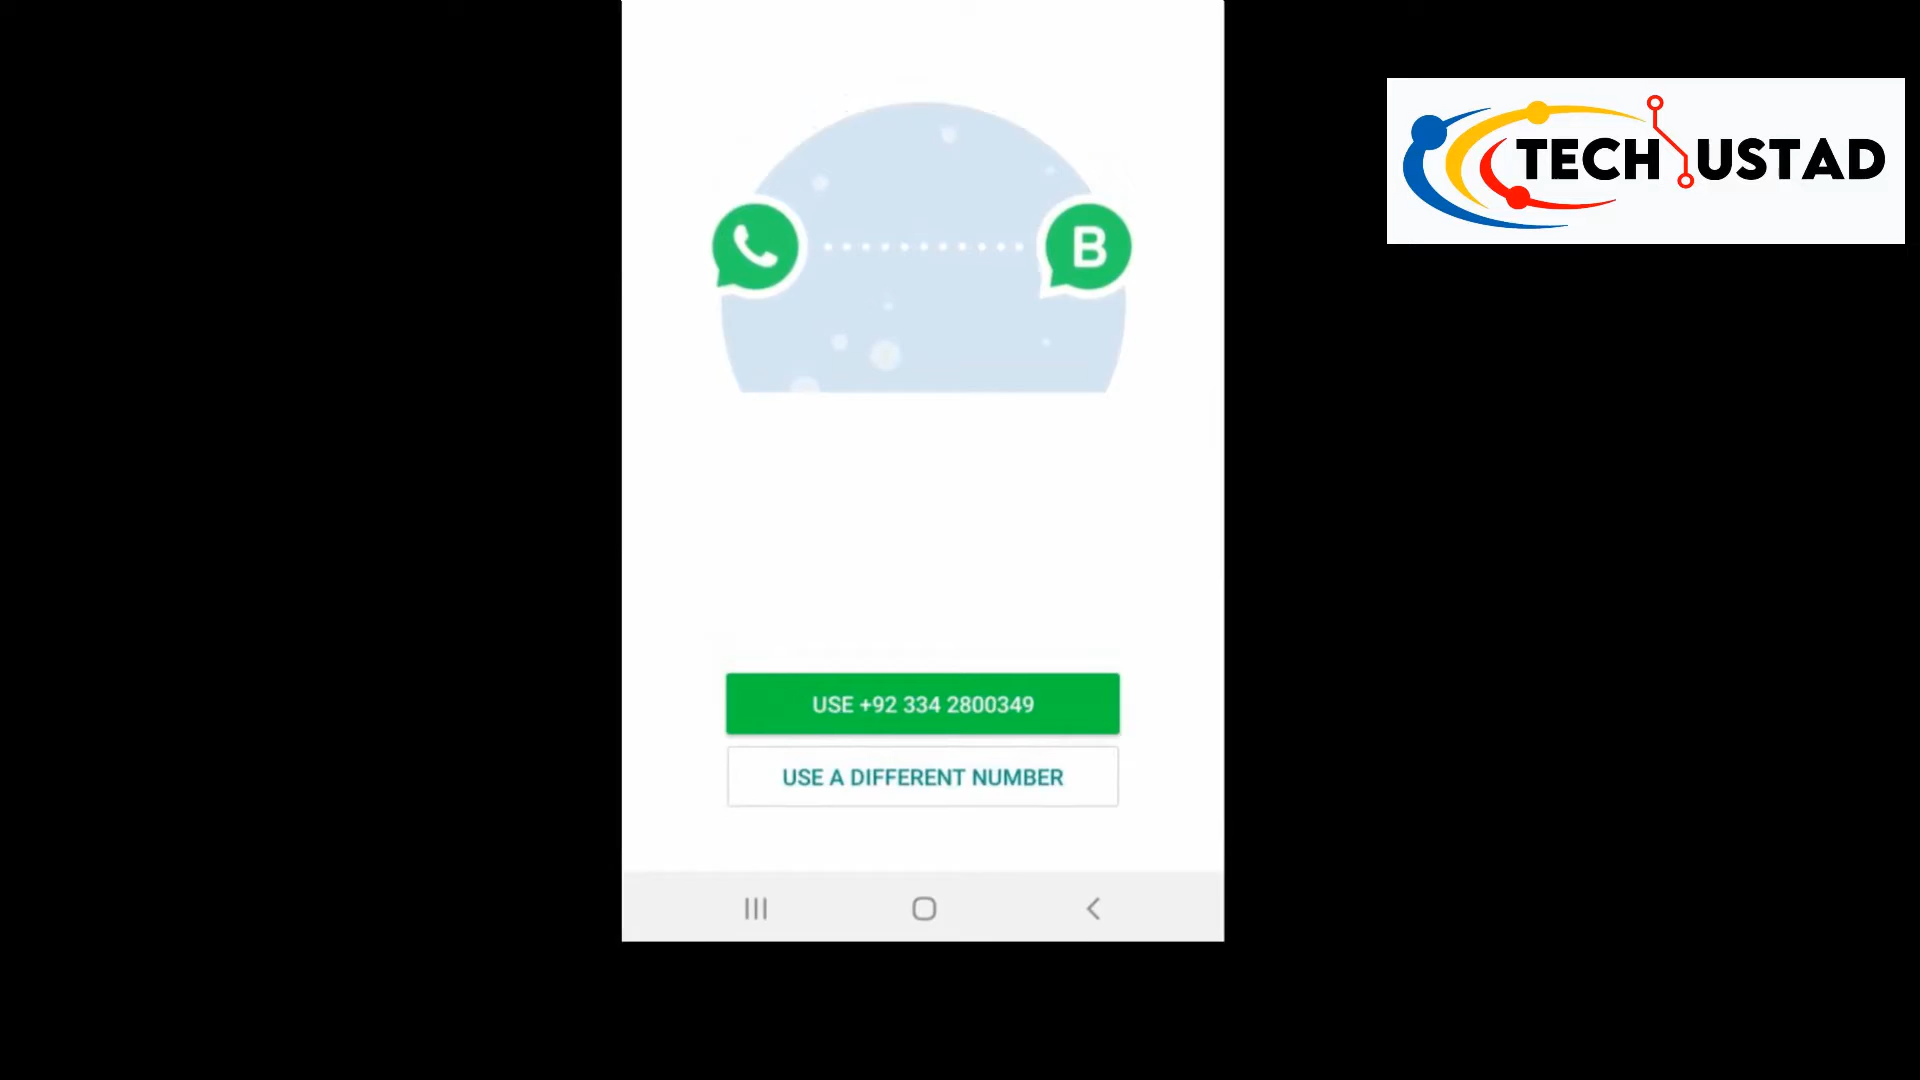 TECH USTAD
B
USE +92 334 2800349
USE A DIFFERENT NUMBER